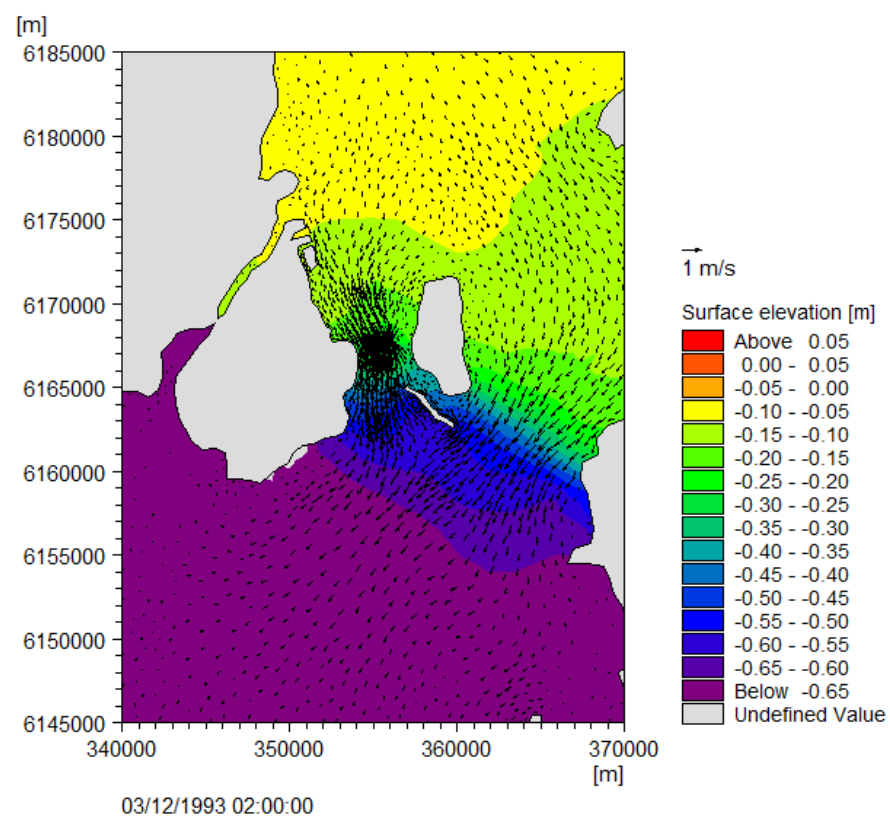 [m]
6185000
6180000
6175000
6170000
6165000
6160000
6155000
6150000
6145000
340000 350000 360000 370000
[m]
03/12/1993 02:00:00
1 m/s
Surface elevation [m]
Above 0.05
0.00 - 0.05
-0.05 - 0.00
-0.10 - -0.05
-0.15 - -0.10
-0.20 - -0.15
-0.25 - -0.20
-0.30 - -0.25
-0.35 - -0.30
-0.40 - -0.35
-0.45 - -0.40
-0.50 - -0.45
-0.55 - -0.50
-0.60 - -0.55
-0.65 - -0.60
Below -0.65
Undefined Value